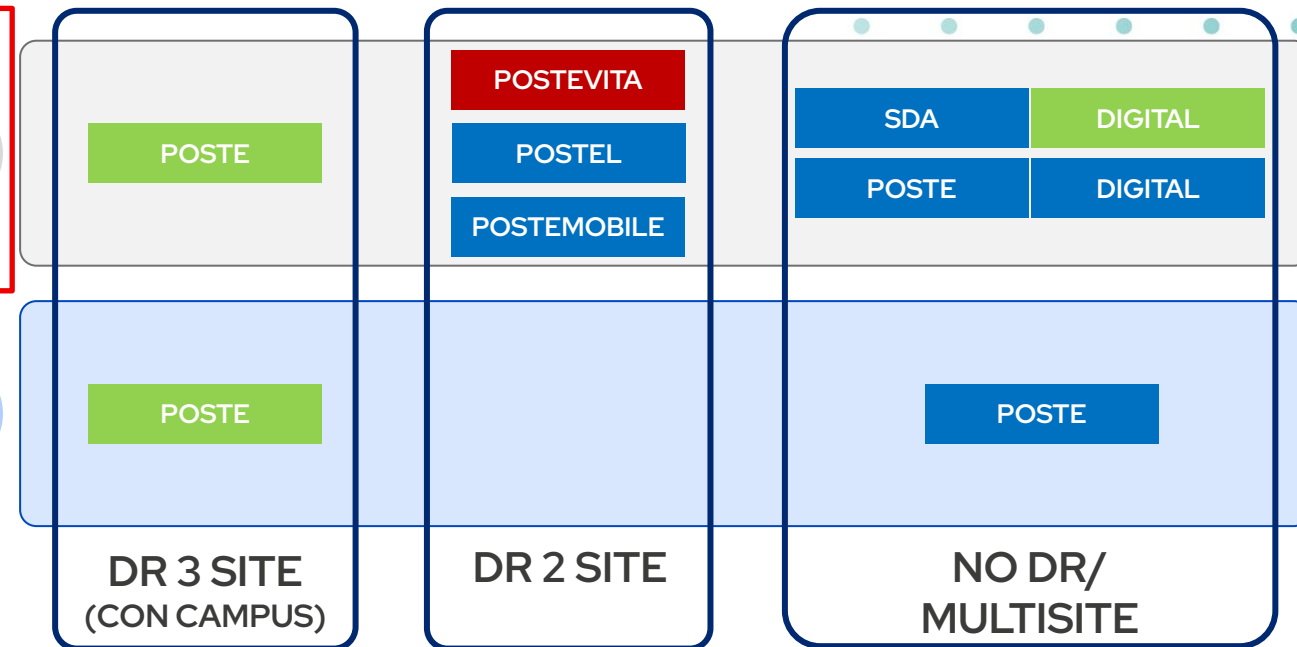 POSTE
POSTEVITA
POSTEL
POSTEMOBILE
SDA DIGITAL
POSTE DIGITAL
POSTE
POSTE
DR 3 SITE
(CON CAMPUS)
DR 2 SITE
NO DR/
MULTISITE